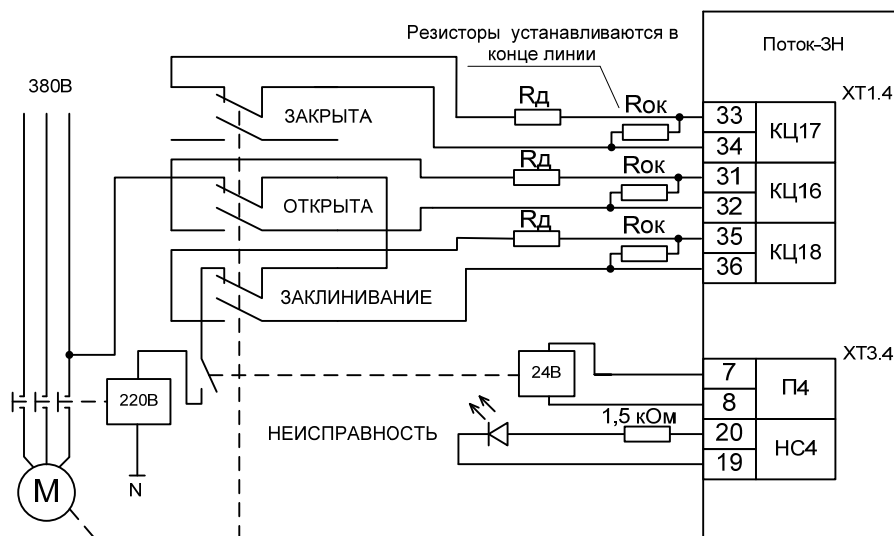 Резисторы устанавливаются в
конце линии
Поток-3Н
380В
ХТ1.4
Rд
Rок
33
КЦ17
ЗАКРЫТА
34
Rд
Rок
31
КЦ16
ОТКРЫТА
32
Rд
Rок
35
КЦ18
ЗАКЛИНИВАНИЕ
36
ХТ3.4
24В
7
П4
8
220В
НЕИСПРАВНОСТЬ
1,5 кОм
20
НС4
19
N
М